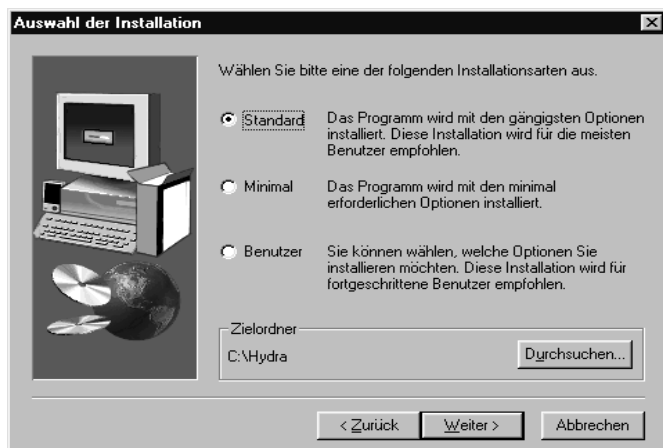 Auswahl der Installation
Wählen Sie bitte eine der folgenden Installationsarten aus.
Standard
Das Programm wird mit den gängigsten Optionen
installiert. Diese Installation wird für die meisten
Benutzer empfohlen.
Minimal
Das Programm wird mit den minimal
erforderlichen Optionen installiert.
Benutzer
Sie können wählen, welche Optionen Sie
installieren möchten. Diese Installation wird für
fortgeschrittene Benutzer empfohlen.
Zielordner
C:\Hydra
Durchsuchen...
< Zurück
Weiter >
Abbrechen